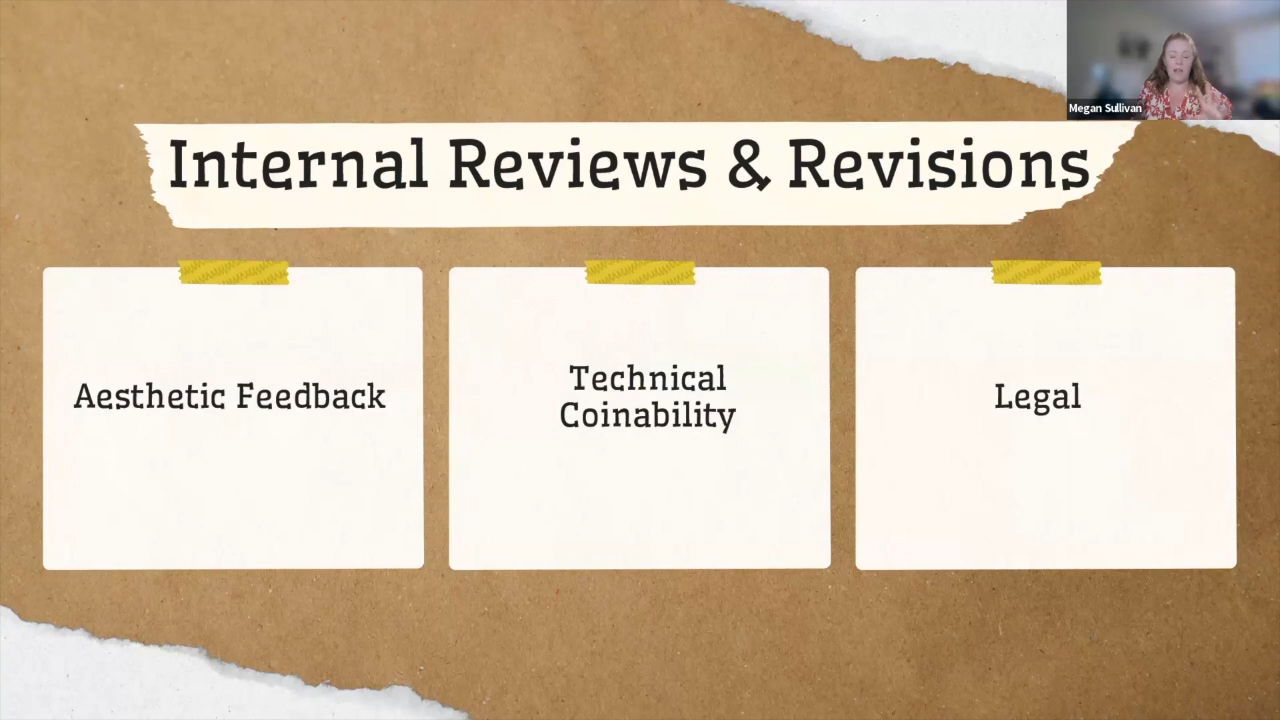 Megan Sullivan
Internal Reviews & Revisions
Aesthetic Feedback
Technical
Coinability
Legal